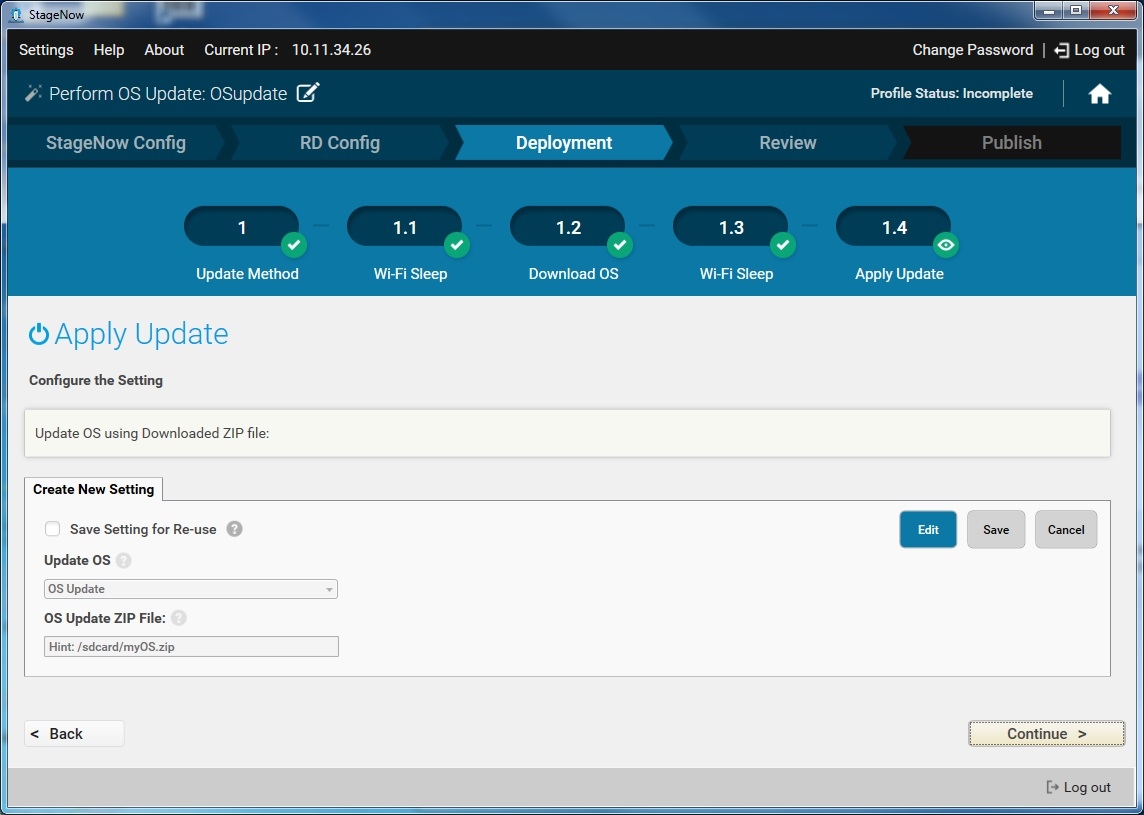 StageNow
Settings Help About Current IP : 10.11.34.26 Change Password | Log out
Perform OS Update: OSupdate Profile Status: Incomplete
StageNow Config RD Config Deployment Review Publish
1 1.1 1.2 1.3 1.4
Update Method Wi-Fi Sleep Download OS Wi-Fi Sleep Apply Update
Apply Update
Configure the Setting
Update OS using Downloaded ZIP file:
Create New Setting
Save Setting for Re-use ? Edit Save Cancel
Update OS ?
OS Update
OS Update ZIP File: ?
Hint: /sdcard/myOS.zip
< Back Continue >
Log out